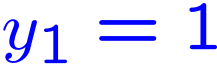 y₁ = 1